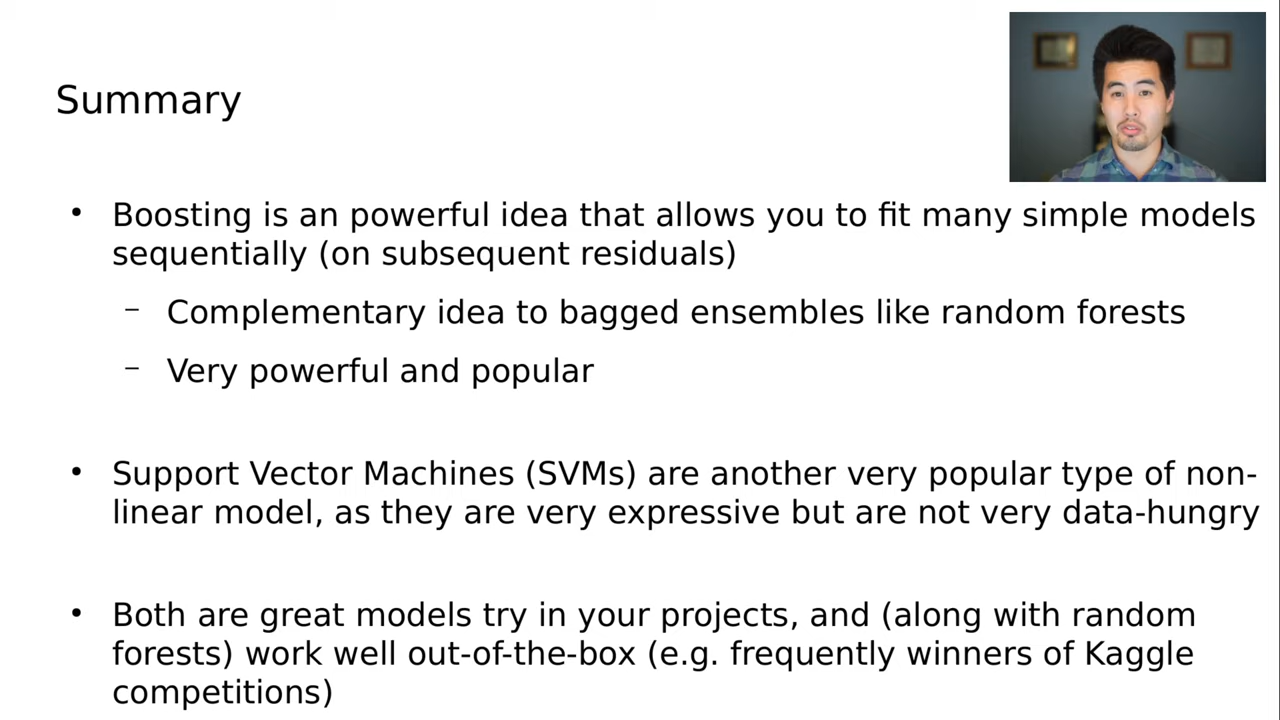 Summary
• Boosting is an powerful idea that allows you to fit many simple models
sequentially (on subsequent residuals)
– Complementary idea to bagged ensembles like random forests
– Very powerful and popular
• Support Vector Machines (SVMs) are another very popular type of non-
linear model, as they are very expressive but are not very data-hungry
• Both are great models try in your projects, and (along with random
forests) work well out-of-the-box (e.g. frequently winners of Kaggle
competitions)